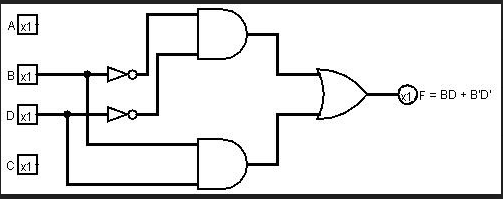 A x1
B x1
D x1
C x1
x1 F = BD + B'D'